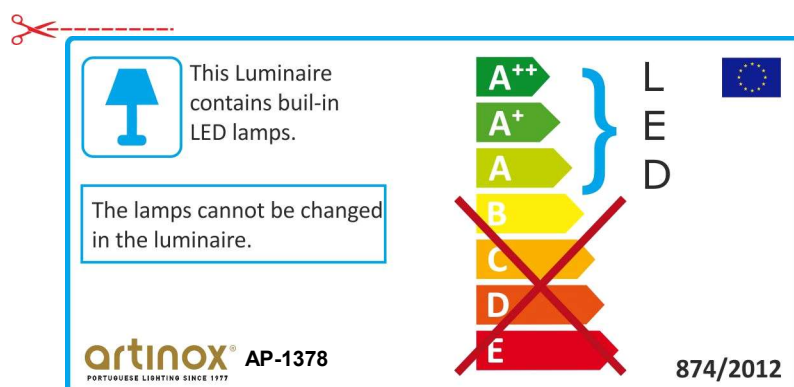 This Luminaire
contains buil-in
LED lamps.
The lamps cannot be changed
in the luminaire.
A++
A+
A
B
C
D
E
L
E
D
artinox® AP-1378
PORTUGUESE LIGHTING SINCE 1977
874/2012